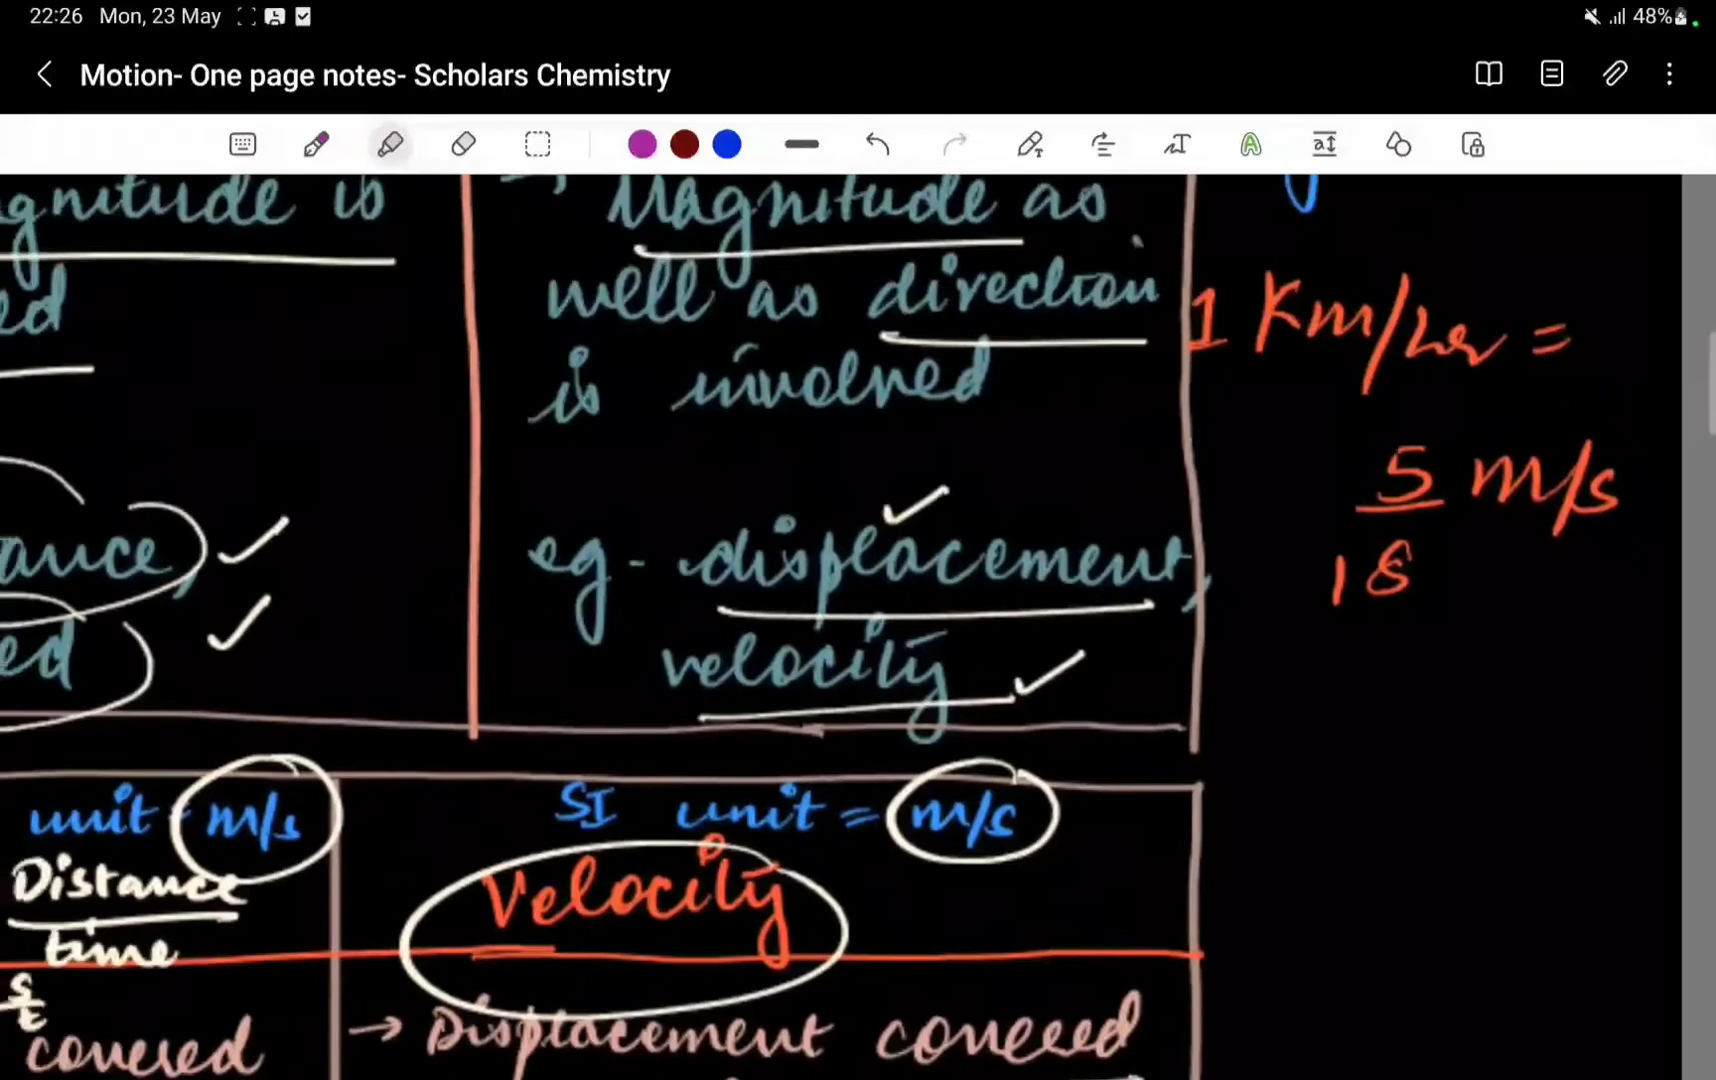 22:26 Mon, 23 May
48%
Motion- One page notes- Scholars Chemistry
gnitude is
ed
ance,
ed
→ Magnitude as
well as direction
is involved
eg - displacement,
velocity
1 Km/hr =
5 m/s
18
unit = m/s
Distance
time
s
t
covered
SI unit = m/s
Velocity
→ Displacement covered